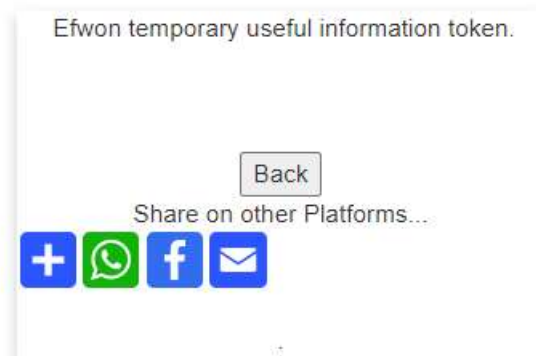 Efwon temporary useful information token.
Back
Share on other Platforms...
.